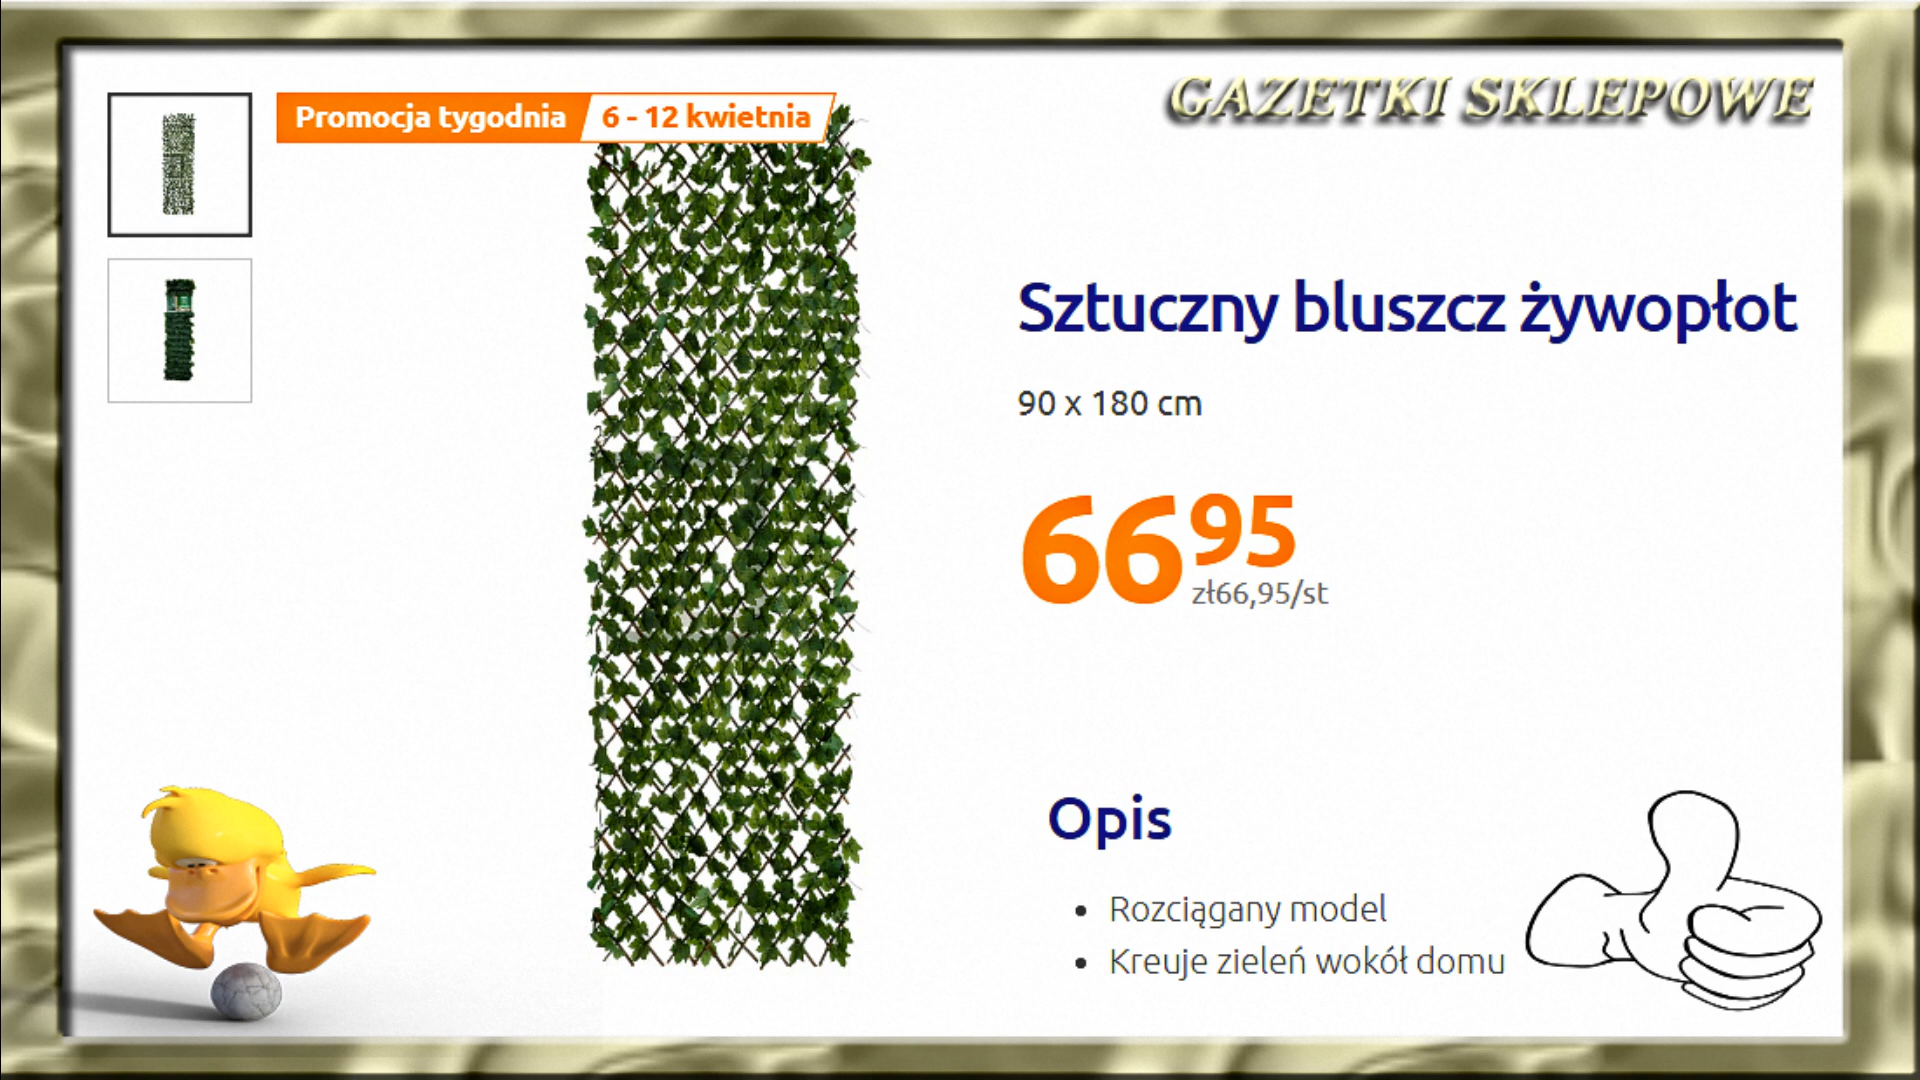 GAZETKI SKLEPOWE
Promocja tygodnia 6 - 12 kwietnia
Sztuczny bluszcz żywopłot
90 x 180 cm
66 95
zł66,95/st
Opis
• Rozciągany model
• Kreuje zieleń wokół domu